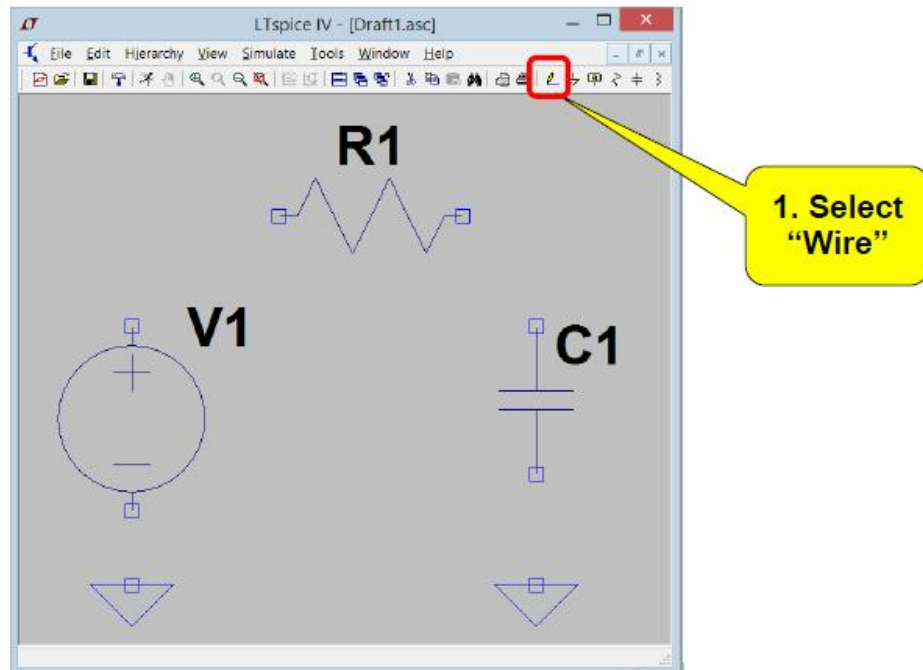 LTspice IV - [Draft1.asc]
File Edit Hierarchy View Simulate Tools Window Help
R1
1. Select
“Wire”
V1
C1